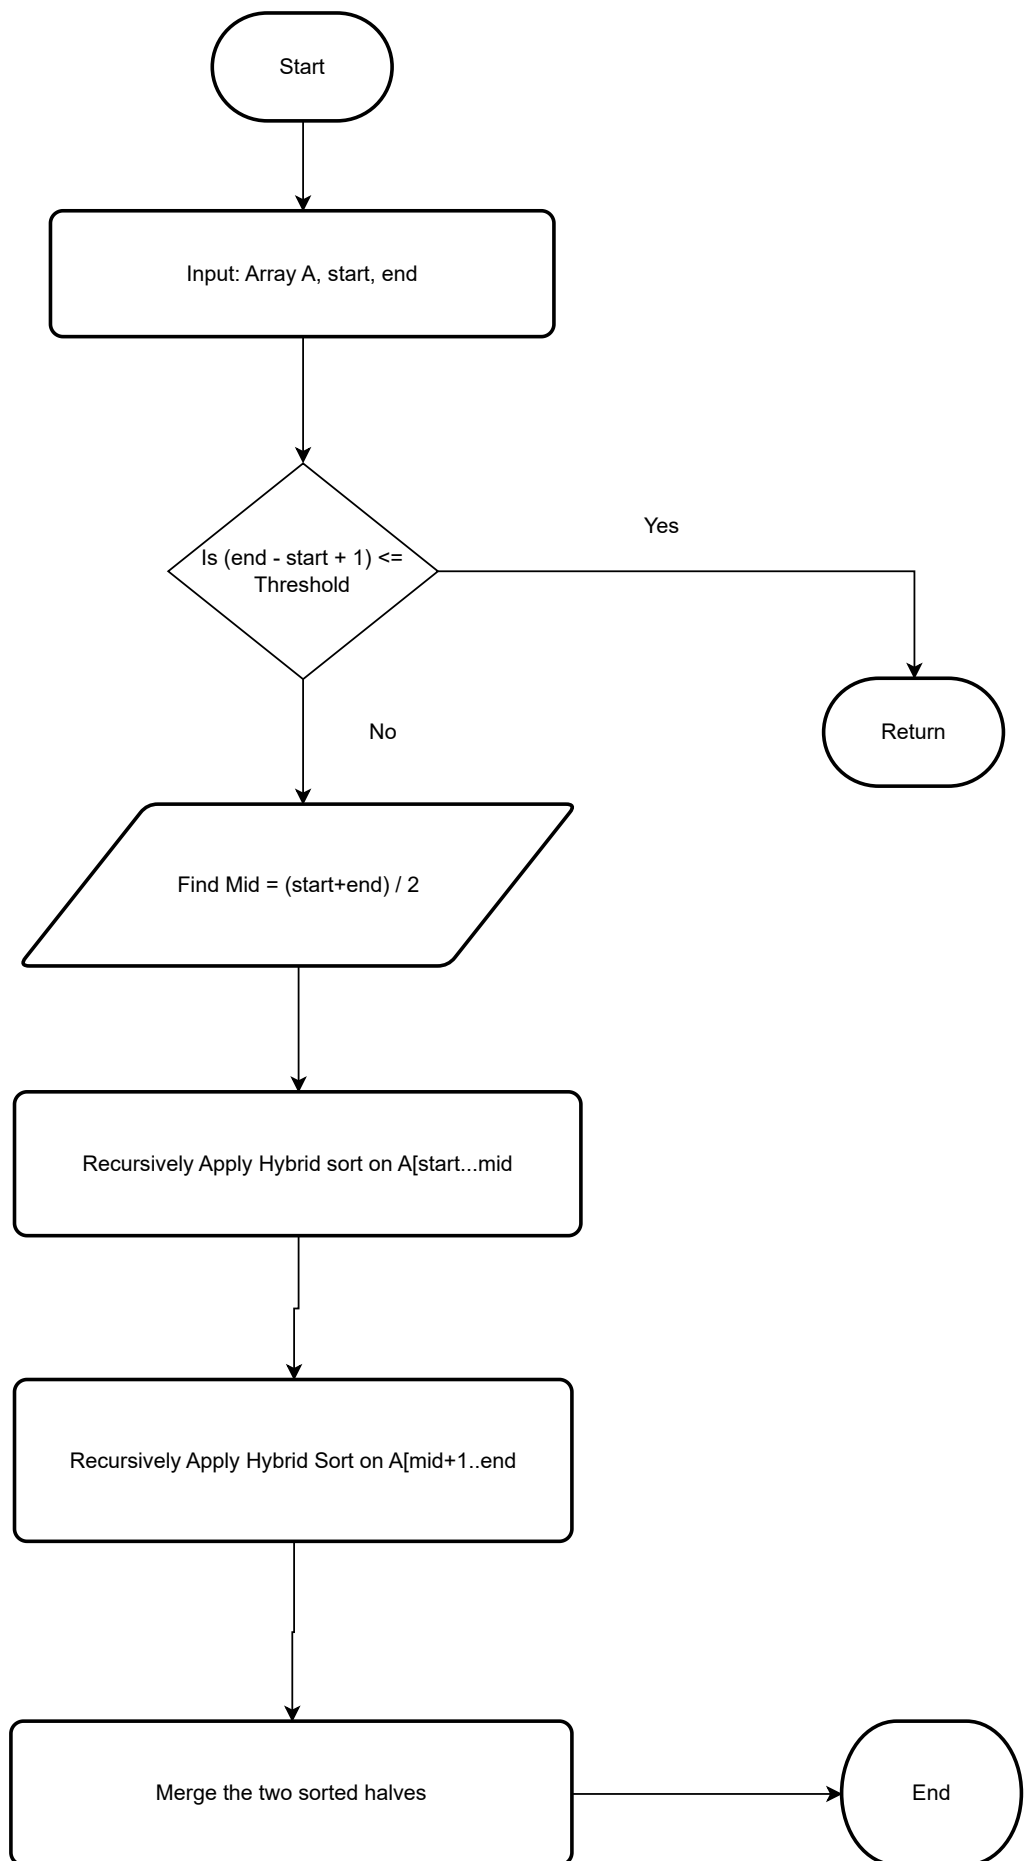 Start
Input: Array A, start, end
Is (end - start + 1) <=
Threshold
Yes
No
Return
Find Mid = (start+end) / 2
Recursively Apply Hybrid sort on A[start...mid
Recursively Apply Hybrid Sort on A[mid+1..end
Merge the two sorted halves
End